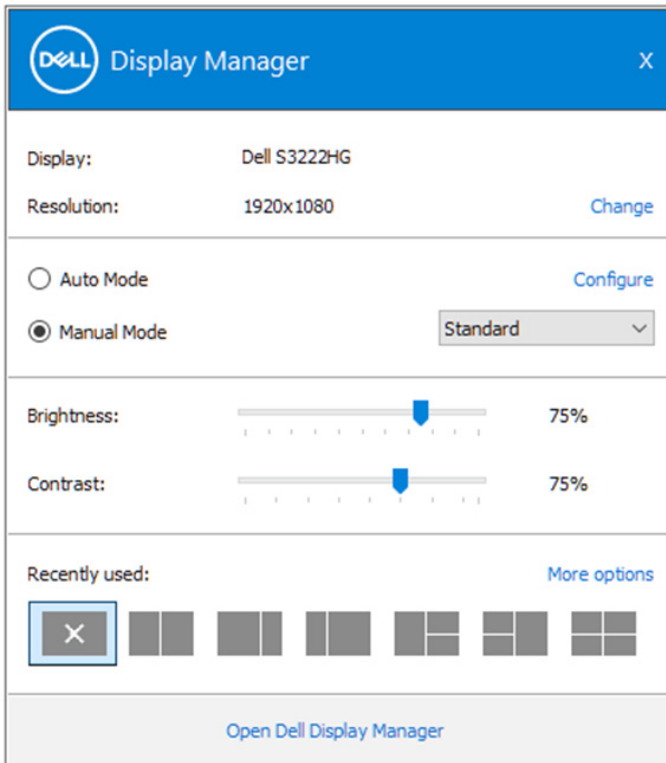 DELL Display Manager X
Display: Dell S3222HG
Resolution: 1920x1080 Change
Auto Mode Configure
Manual Mode Standard
Brightness: 75%
Contrast: 75%
Recently used: More options
Open Dell Display Manager